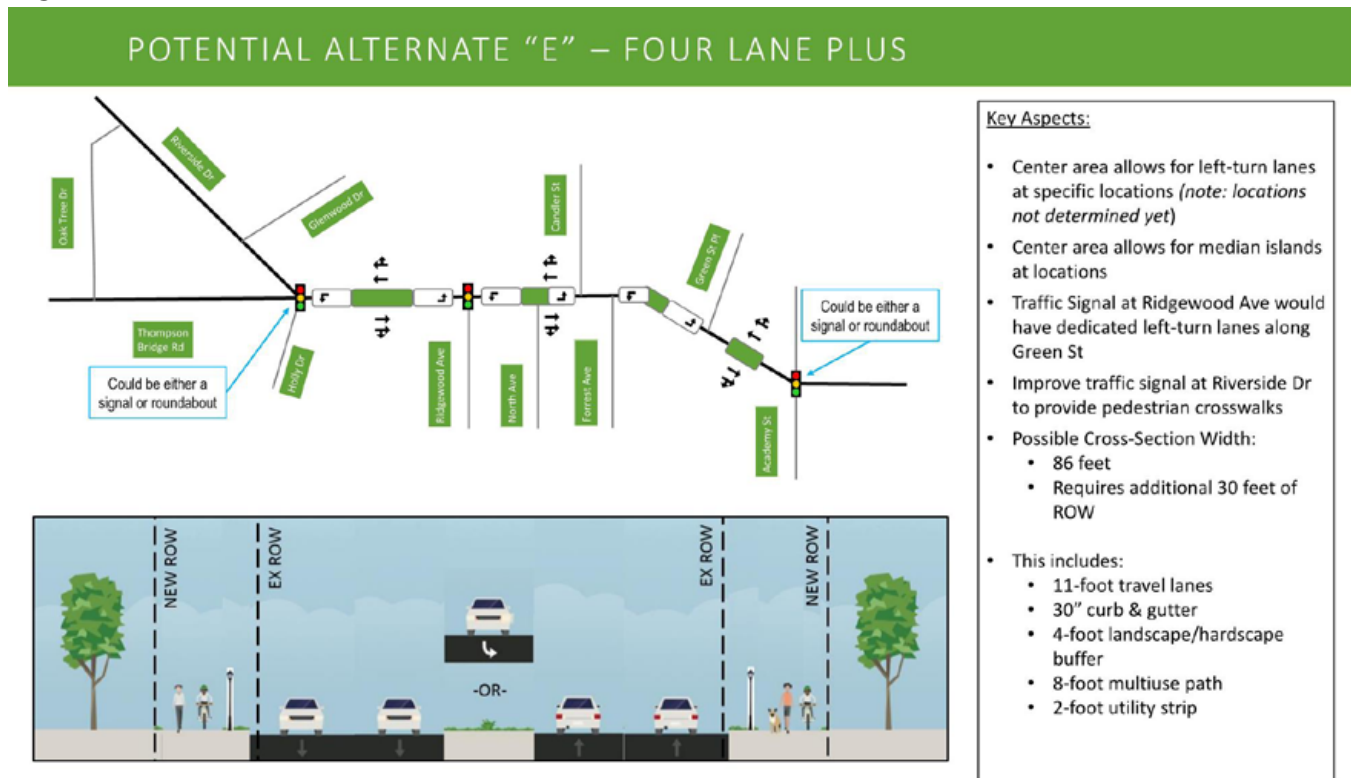 POTENTIAL ALTERNATE “E” – FOUR LANE PLUS
Riverside Dr
Oak Tree Dr
Glenwood Dr
Candler St
Green St Pl
Could be either a
signal or roundabout
Thompson
Bridge Rd
Could be either a
signal or roundabout
Holly Dr
Ridgewood Ave
North Ave
Forrest Ave
Academy St
NEW ROW
EX ROW
-OR-
EX ROW
NEW ROW
Key Aspects:
• Center area allows for left-turn lanes
at specific locations (note: locations
not determined yet)
• Center area allows for median islands
at locations
• Traffic Signal at Ridgewood Ave would
have dedicated left-turn lanes along
Green St
• Improve traffic signal at Riverside Dr
to provide pedestrian crosswalks
• Possible Cross-Section Width:
• 86 feet
• Requires additional 30 feet of
ROW
• This includes:
• 11-foot travel lanes
• 30” curb & gutter
• 4-foot landscape/hardscape
buffer
• 8-foot multiuse path
• 2-foot utility strip